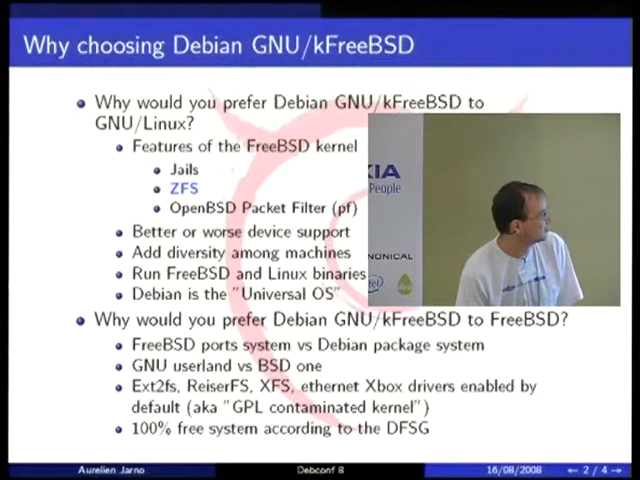 Why choosing Debian GNU/kFreeBSD
Why would you prefer Debian GNU/kFreeBSD to
GNU/Linux?
Features of the FreeBSD kernel
Jails
ZFS
OpenBSD Packet Filter (pf)
Better or worse device support
Add diversity among machines
Run FreeBSD and Linux binaries
Debian is the "Universal OS"
KIA
People
NONICAL
intel
Why would you prefer Debian GNU/kFreeBSD to FreeBSD?
FreeBSD ports system vs Debian package system
GNU userland vs BSD one
Ext2fs, ReiserFS, XFS, ethernet Xbox drivers enabled by
default (aka "GPL contaminated kernel")
100% free system according to the DFSG
Aurelien Jarno Debconf 8 16/08/2008 ← 2 / 4 →